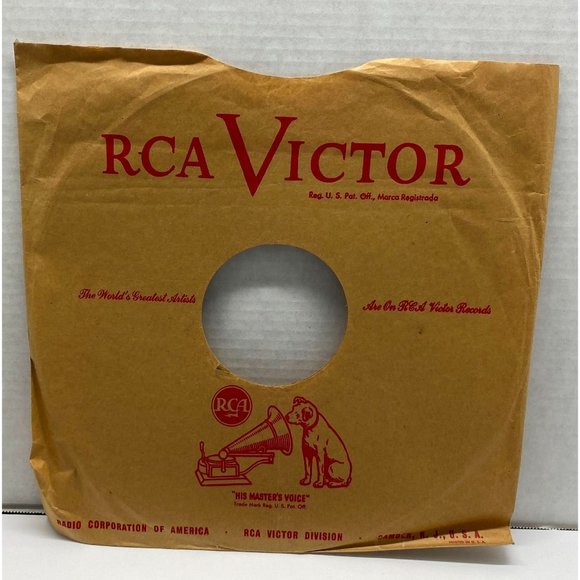 RCA VICTOR
Reg. U. S. Pat. Off., Marca Registrada
The World's Greatest Artists Are On RCA Victor Records
RCA
"HIS MASTER'S VOICE"
Trade Mark Reg. U. S. Pat. Off.
RADIO CORPORATION OF AMERICA · RCA VICTOR DIVISION · CAMDEN, N. J., U. S. A.